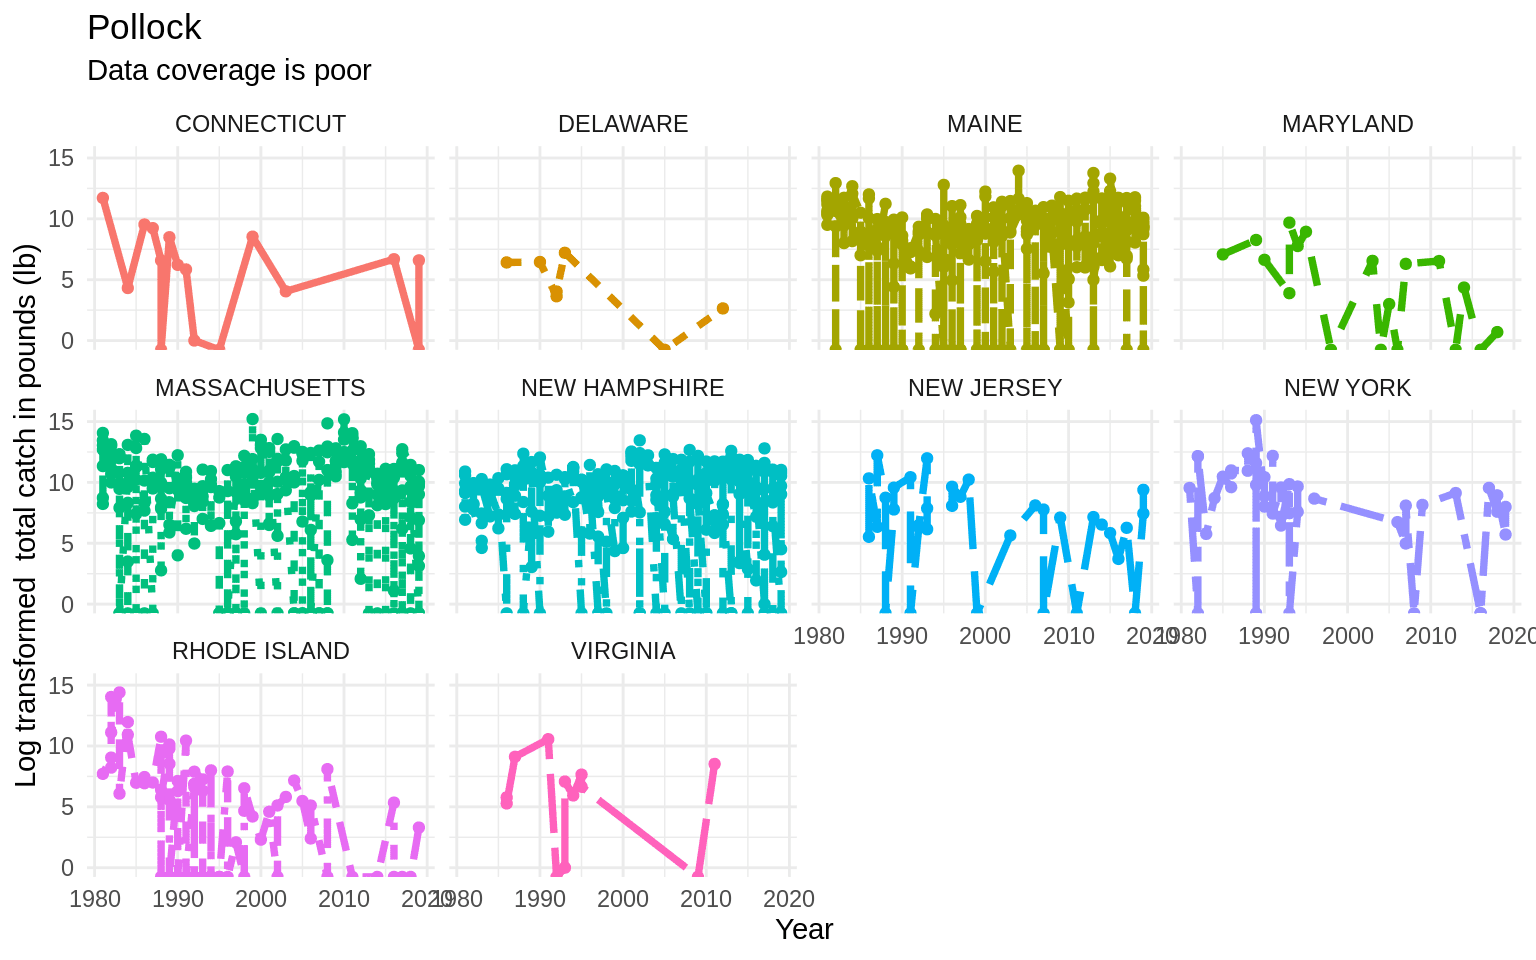 Pollock
Data coverage is poor
CONNECTICUT DELAWARE MAINE MARYLAND
15
10
5
0
MASSACHUSETTS NEW HAMPSHIRE NEW JERSEY NEW YORK
15
10
5
0
1980 1990 2000 2010 2020 1980 1990 2000 2010 2020
RHODE ISLAND VIRGINIA
15
10
5
0
1980 1990 2000 2010 2020 1980 1990 2000 2010 2020
Year
Log transformed  total catch in pounds (lb)